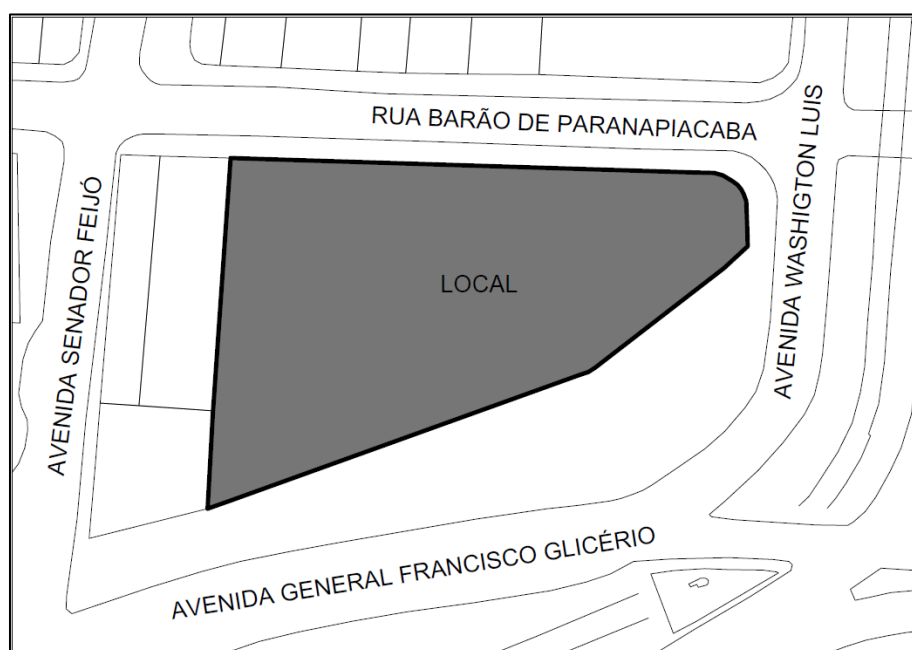 RUA BARÃO DE PARANAPIACABA
AVENIDA WASHIGTON LUIS
AVENIDA SENADOR FEIJÓ
LOCAL
AVENIDA GENERAL FRANCISCO GLICÉRIO